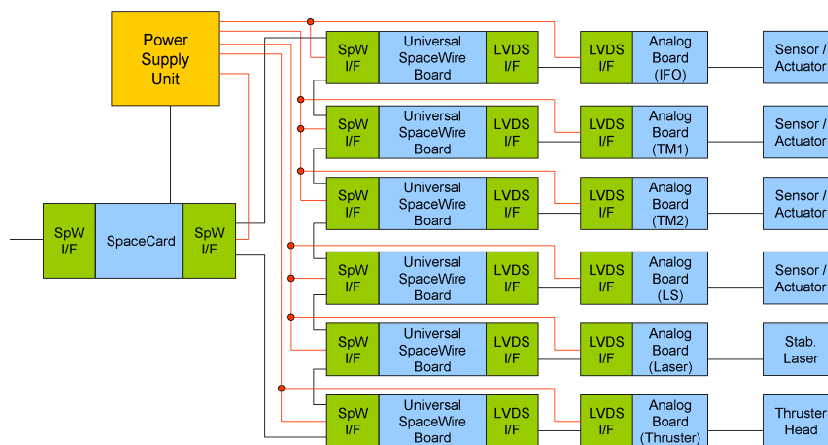 Power
Supply
Unit
SpW
I/F
SpaceCard
SpW
I/F
SpW
I/F
Universal
SpaceWire
Board
LVDS
I/F
LVDS
I/F
Analog
Board
(IFO)
Sensor /
Actuator
SpW
I/F
Universal
SpaceWire
Board
LVDS
I/F
LVDS
I/F
Analog
Board
(TM1)
Sensor /
Actuator
SpW
I/F
Universal
SpaceWire
Board
LVDS
I/F
LVDS
I/F
Analog
Board
(TM2)
Sensor /
Actuator
SpW
I/F
Universal
SpaceWire
Board
LVDS
I/F
LVDS
I/F
Analog
Board
(LS)
Sensor /
Actuator
SpW
I/F
Universal
SpaceWire
Board
LVDS
I/F
LVDS
I/F
Analog
Board
(Laser)
Stab.
Laser
SpW
I/F
Universal
SpaceWire
Board
LVDS
I/F
LVDS
I/F
Analog
Board
(Thruster)
Thruster
Head